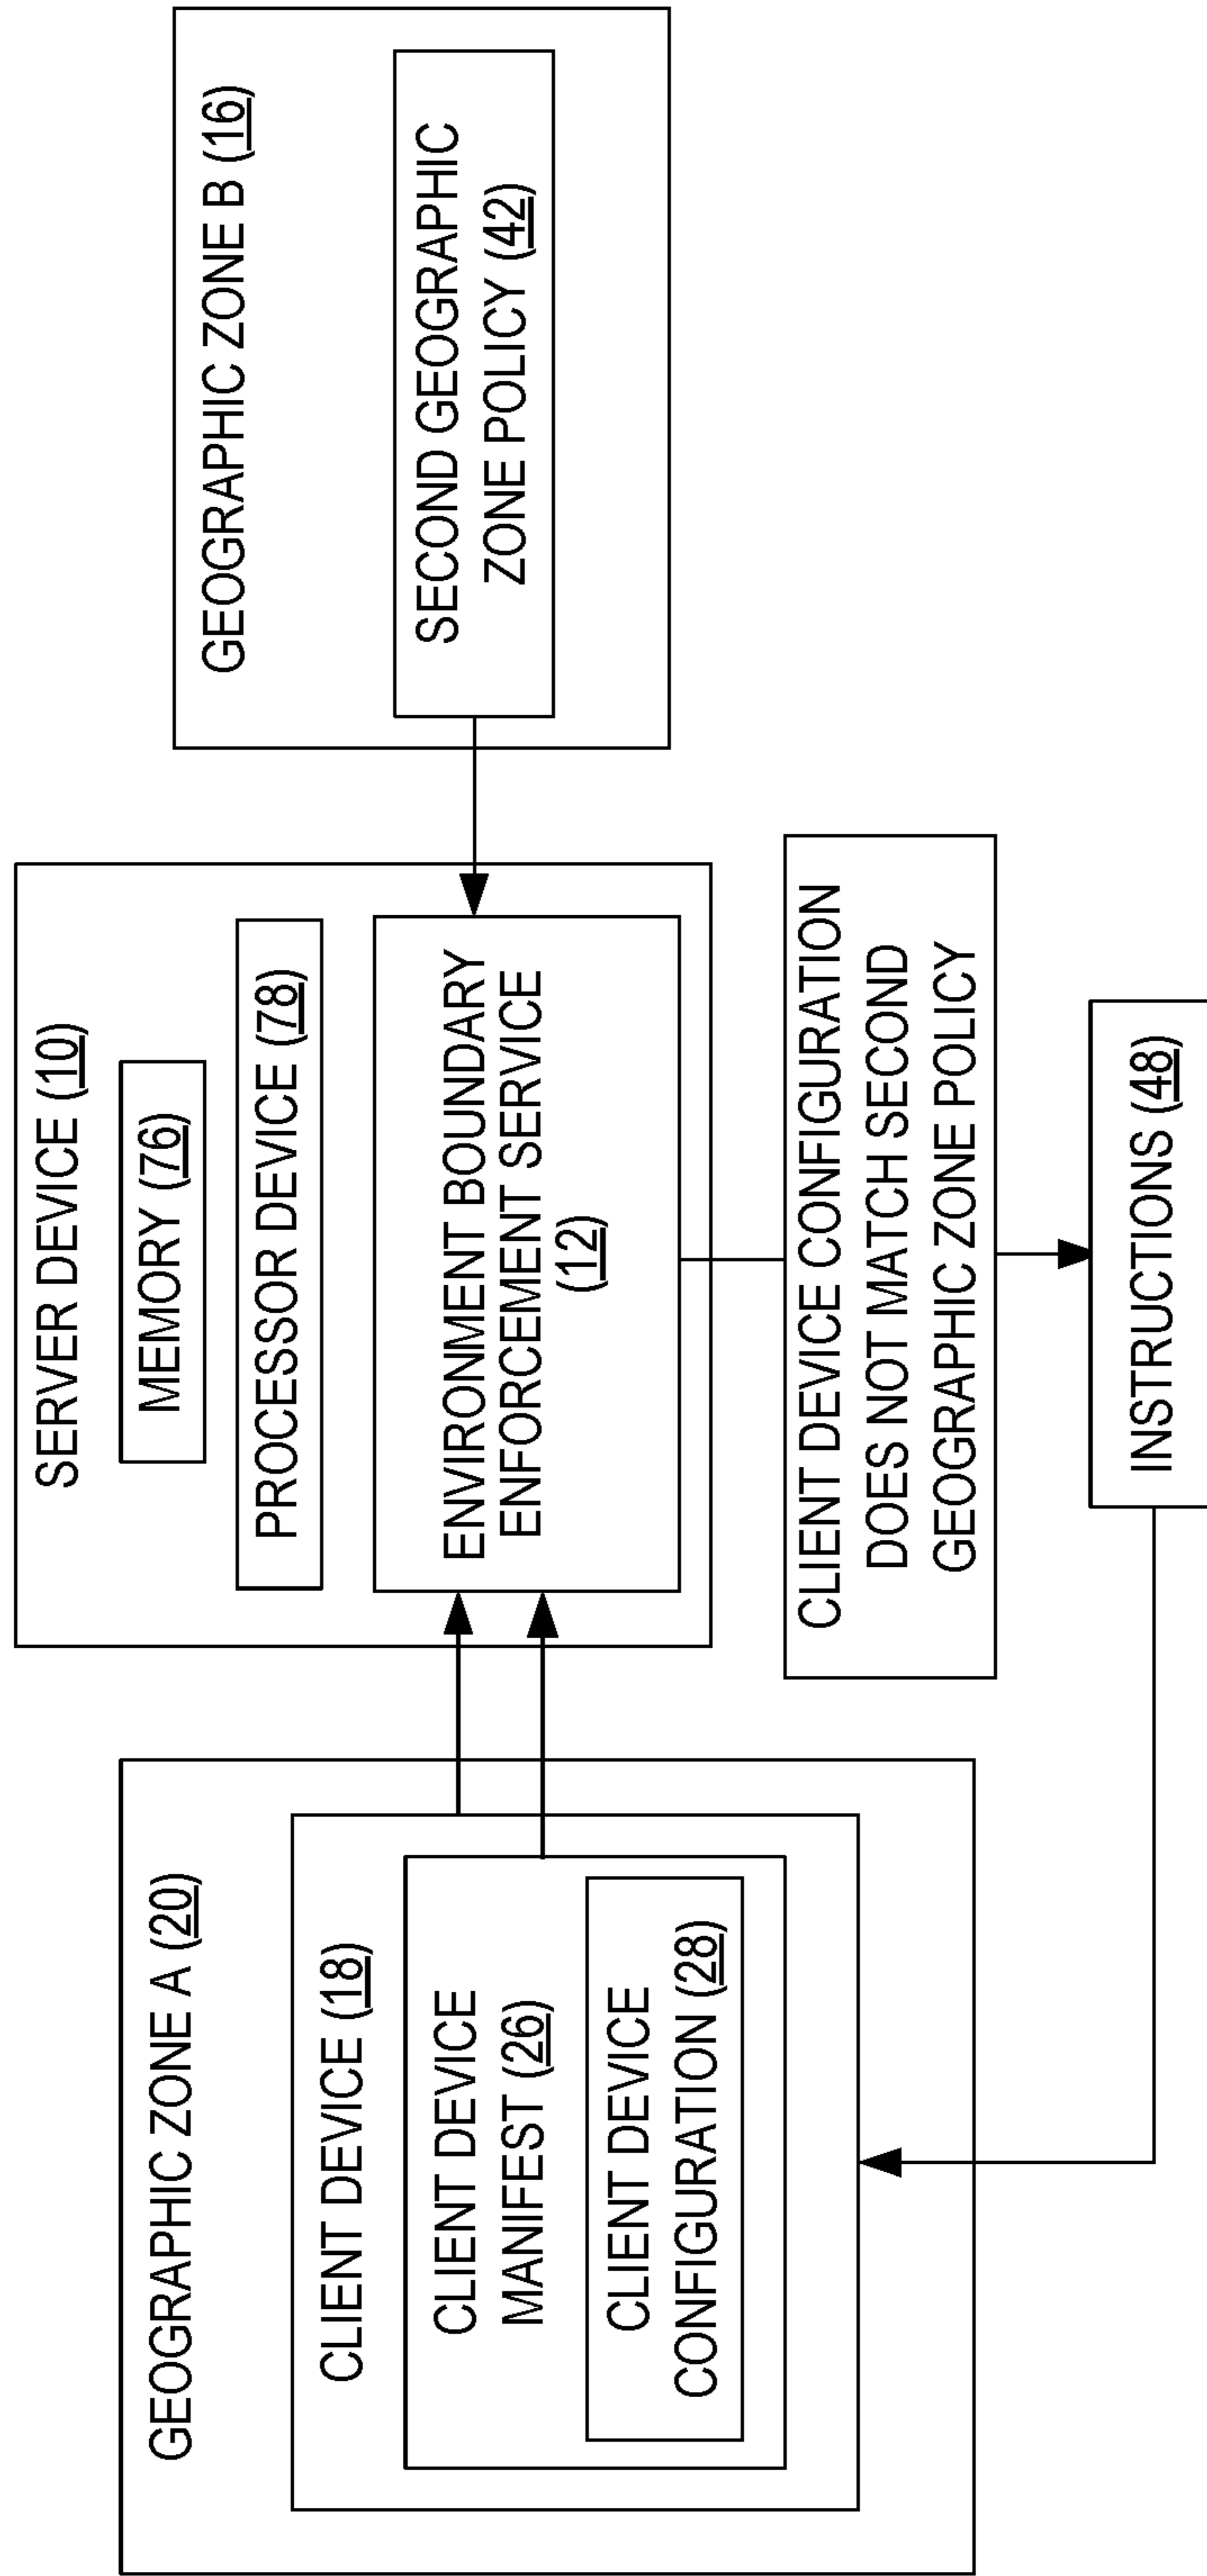 GEOGRAPHIC ZONE A (20)
CLIENT DEVICE (18)
CLIENT DEVICE
MANIFEST (26)
CLIENT DEVICE
CONFIGURATION (28)
SERVER DEVICE (10)
MEMORY (76)
PROCESSOR DEVICE (78)
ENVIRONMENT BOUNDARY
ENFORCEMENT SERVICE
(12)
GEOGRAPHIC ZONE B (16)
SECOND GEOGRAPHIC
ZONE POLICY (42)
CLIENT DEVICE CONFIGURATION
DOES NOT MATCH SECOND
GEOGRAPHIC ZONE POLICY
INSTRUCTIONS (48)